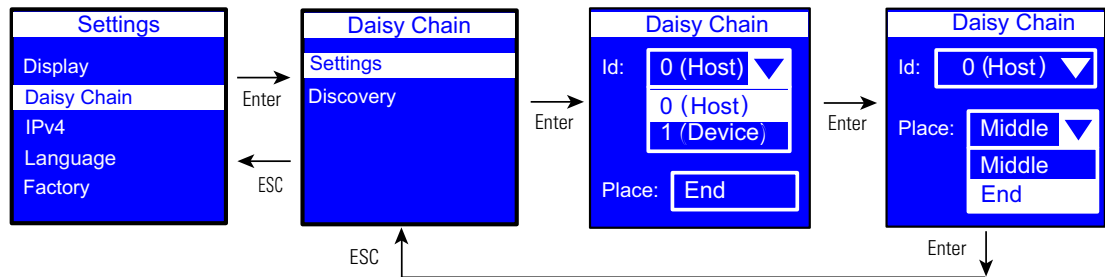 Settings
Display
Daisy Chain
IPv4
Language
Factory
Enter
ESC
Daisy Chain
Settings
Discovery
Enter
Daisy Chain
Id: 0 (Host)
0 (Host)
1 (Device)
Place: End
Enter
Daisy Chain
Id: 0 (Host)
Place: Middle
Middle
End
Enter
ESC